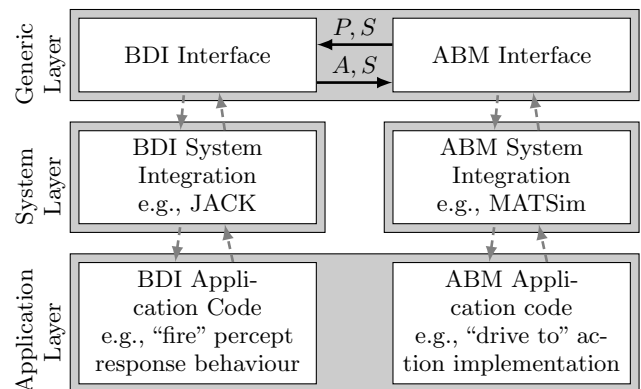 Generic
Layer
BDI Interface
P, S
A, S
ABM Interface
System
Layer
BDI System
Integration
e.g., JACK
ABM System
Integration
e.g., MATSim
Application
Layer
BDI Appli-
cation Code
e.g., “fire” percept
response behaviour
ABM Appli-
cation code
e.g., “drive to” ac-
tion implementation